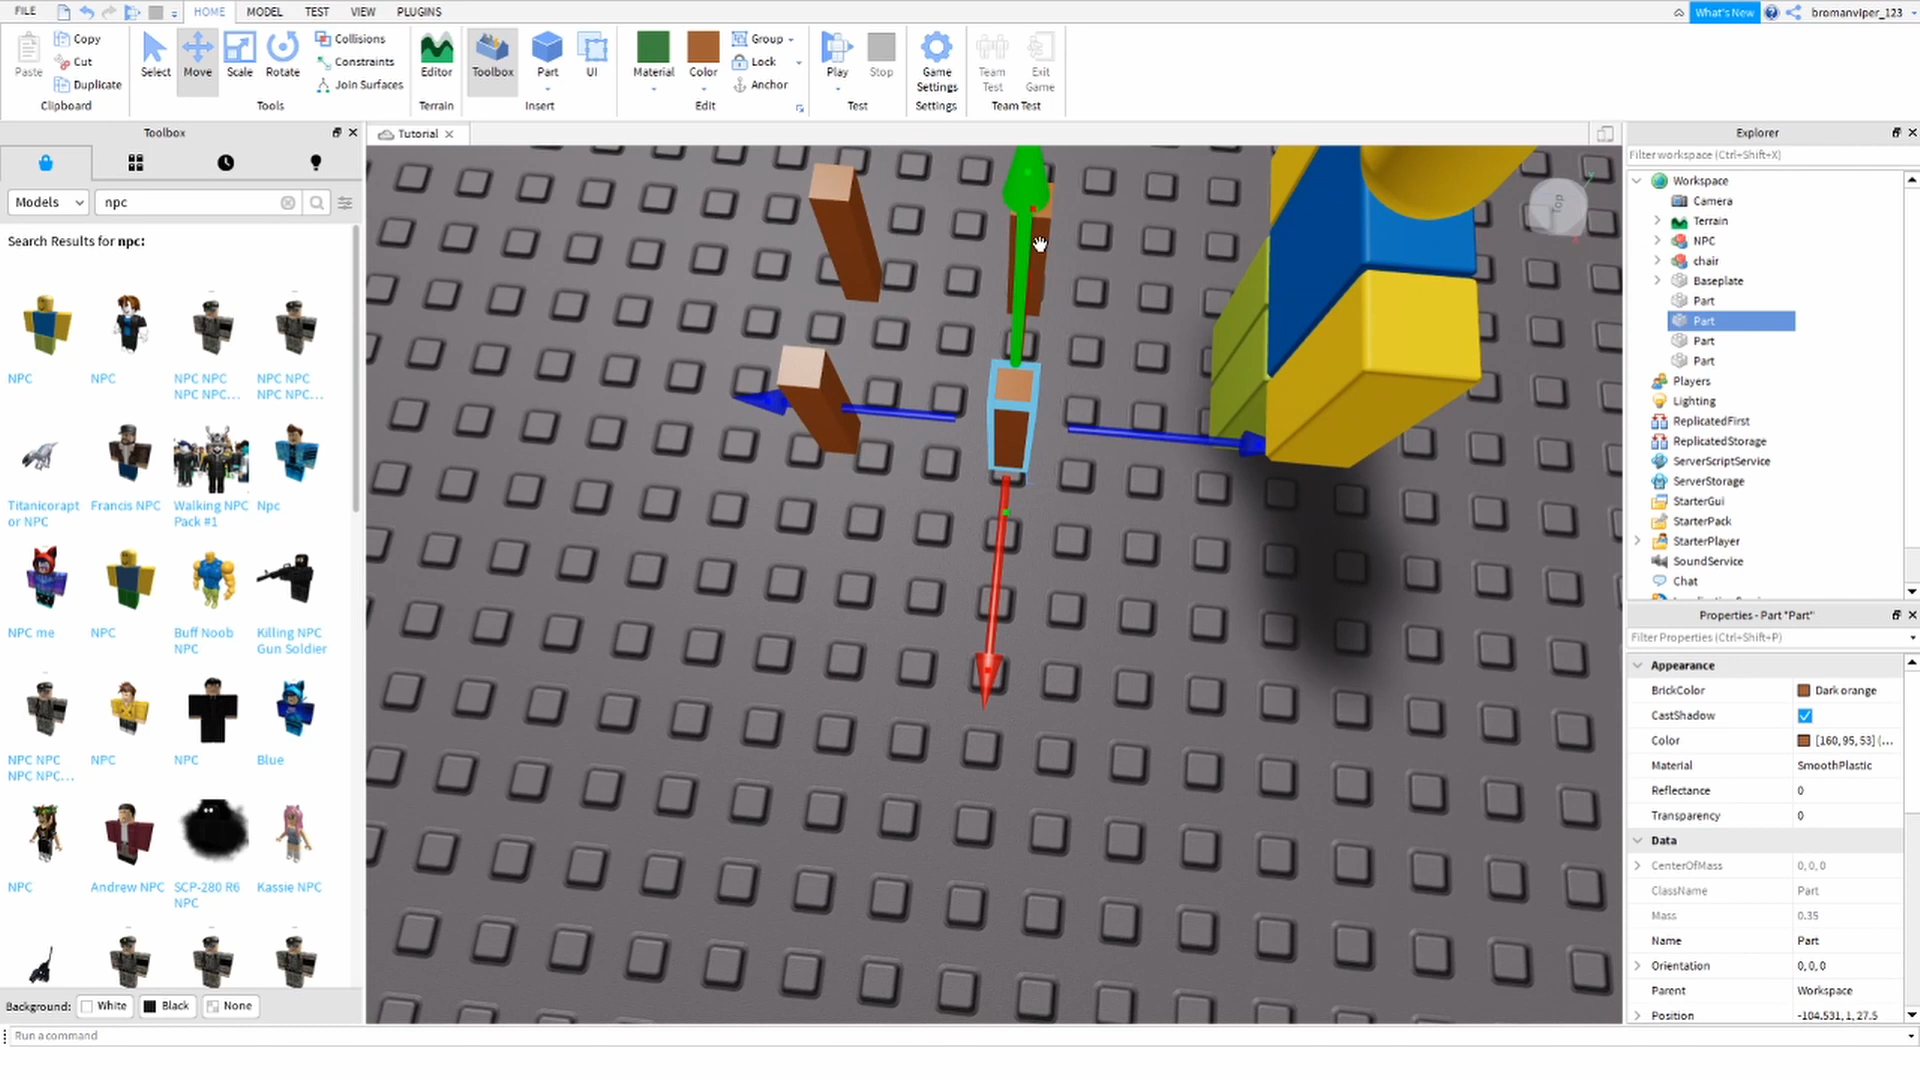 FILE HOME MODEL TEST VIEW PLUGINS What's New bromanviper_123
Paste Copy Cut Duplicate Clipboard
Select Move Scale Rotate Collisions Constraints Join Surfaces Tools
Editor Terrain
Toolbox Part UI Insert
Material Color Group Lock Anchor Edit
Play Stop Test
Game Settings Settings
Team Test Exit Game Team Test
Toolbox
Models npc
Search Results for npc:
NPC NPC NPC NPC NPC NPC... NPC NPC NPC NPC...
Titanicorapt or NPC Francis NPC Walking NPC Pack #1 Npc
NPC me NPC Buff Noob NPC Killing NPC Gun Soldier
NPC NPC NPC NPC... NPC NPC Blue
NPC Andrew NPC SCP-280 R6 NPC Kassie NPC
Background: White Black None
Run a command
Tutorial
Top
Explorer
Filter workspace (Ctrl+Shift+X)
Workspace
Camera
Terrain
NPC
chair
Baseplate
Part
Part
Part
Part
Players
Lighting
ReplicatedFirst
ReplicatedStorage
ServerScriptService
ServerStorage
StarterGui
StarterPack
StarterPlayer
SoundService
Chat
Properties - Part "Part"
Filter Properties (Ctrl+Shift+P)
Appearance
BrickColor Dark orange
CastShadow
Color [160, 95, 53] (...
Material SmoothPlastic
Reflectance 0
Transparency 0
Data
CenterOfMass 0, 0, 0
ClassName Part
Mass 0.35
Name Part
Orientation 0, 0, 0
Parent Workspace
Position -104.531, 1, 27.5